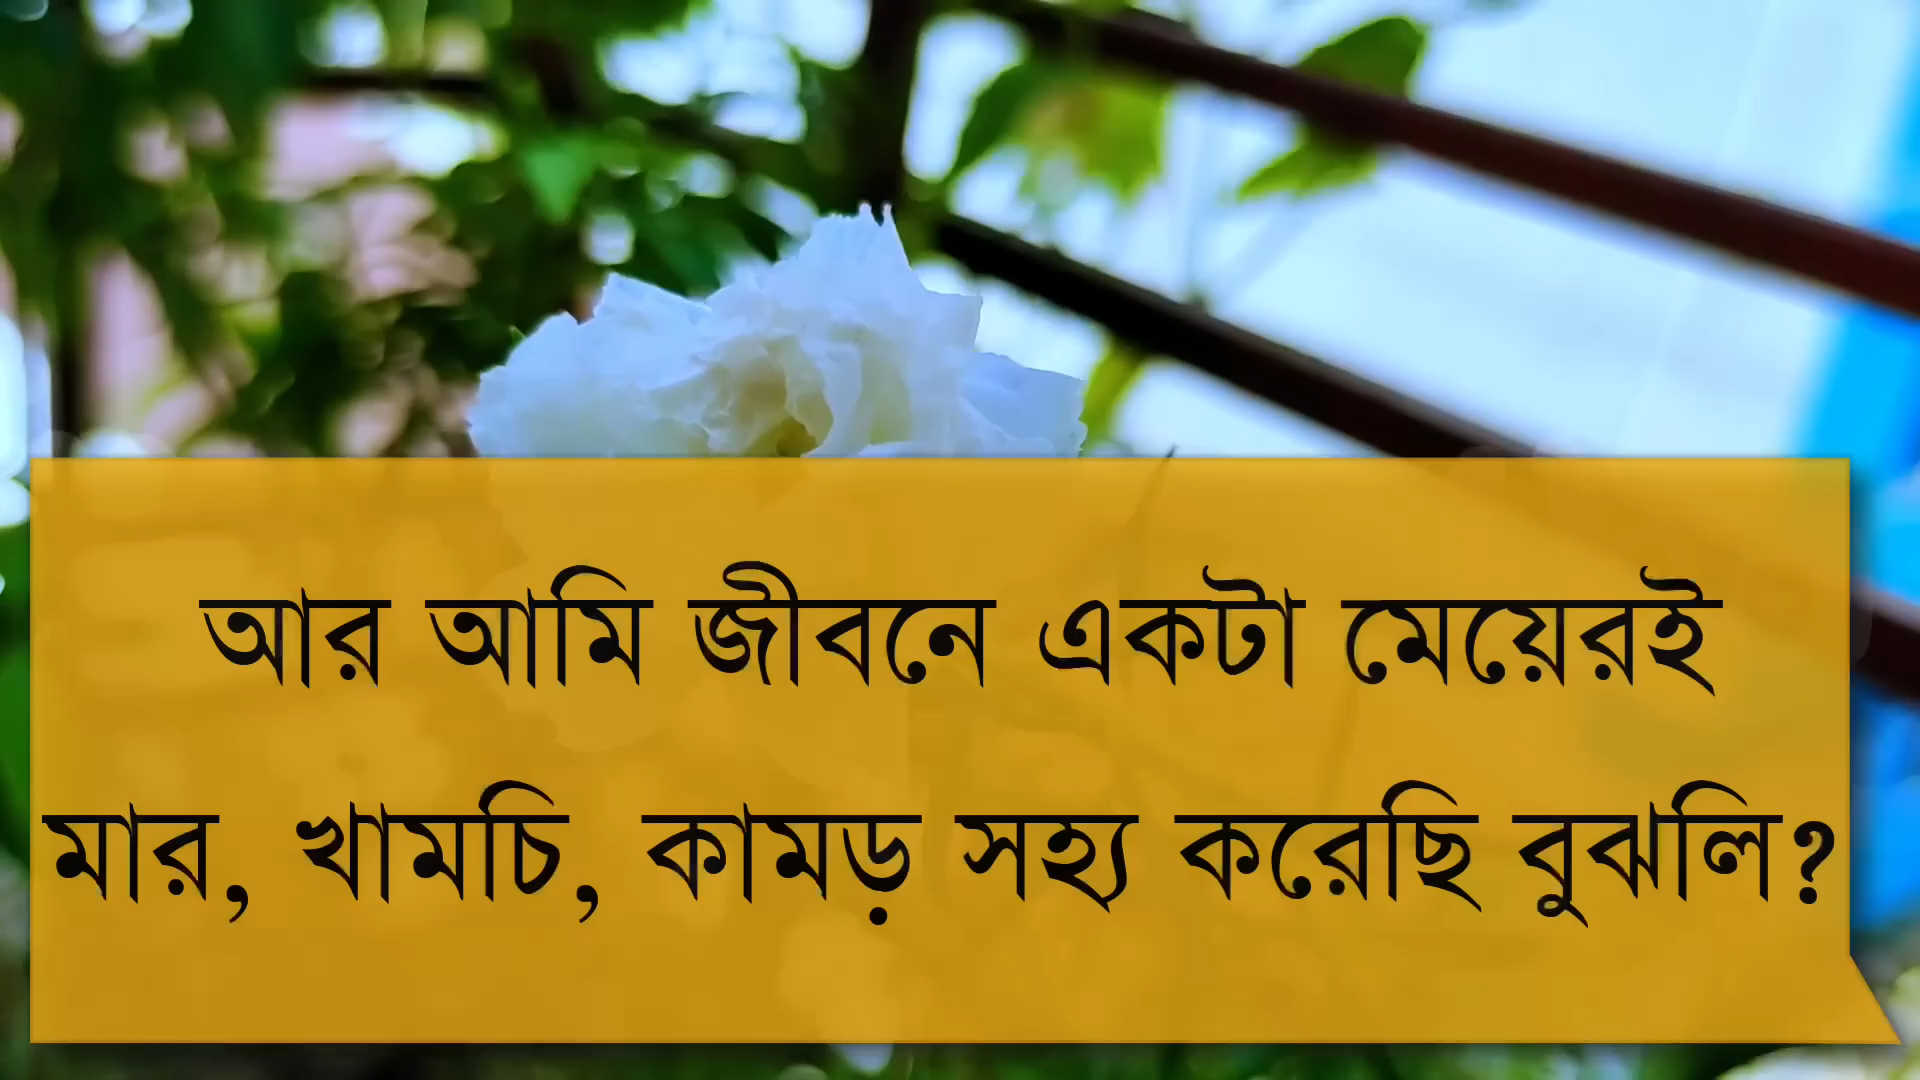 আর আমি জীবনে একটা মেয়েরই
মার, খামচি, কামড় সহ্য করেছি বুঝলি?